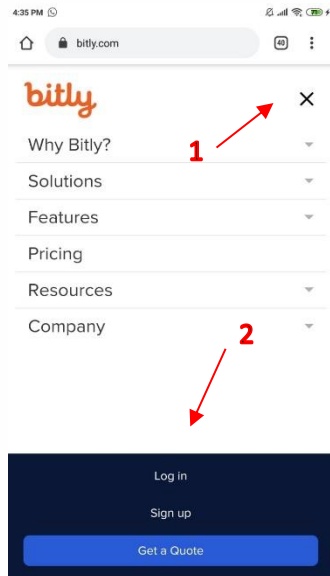 4:35 PM
bitly.com
40
bitly
1
Why Bitly?
Solutions
Features
Pricing
Resources
Company
2
Log in
Sign up
Get a Quote